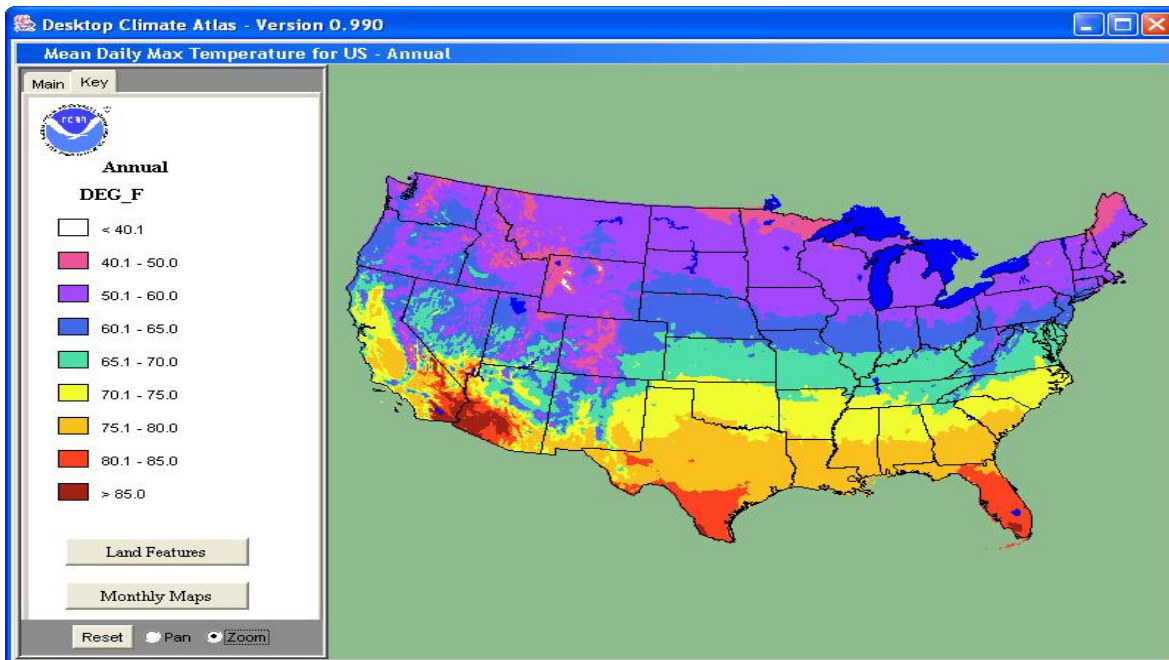 Desktop Climate Atlas - Version 0.990
Mean Daily Max Temperature for US - Annual
Main Key
Annual
DEG_F
< 40.1
40.1 - 50.0
50.1 - 60.0
60.1 - 65.0
65.1 - 70.0
70.1 - 75.0
75.1 - 80.0
80.1 - 85.0
> 85.0
Land Features
Monthly Maps
Reset Pan Zoom